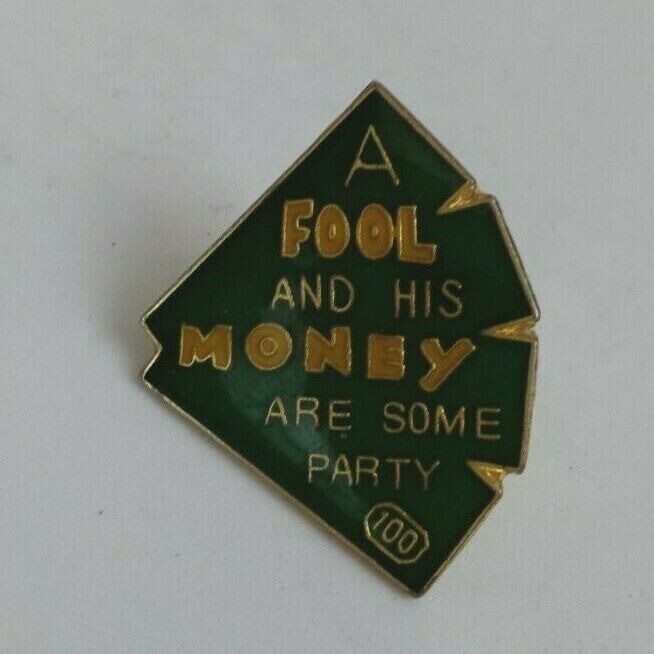 A
FOOL
AND HIS
MONEY
ARE SOME
PARTY
100